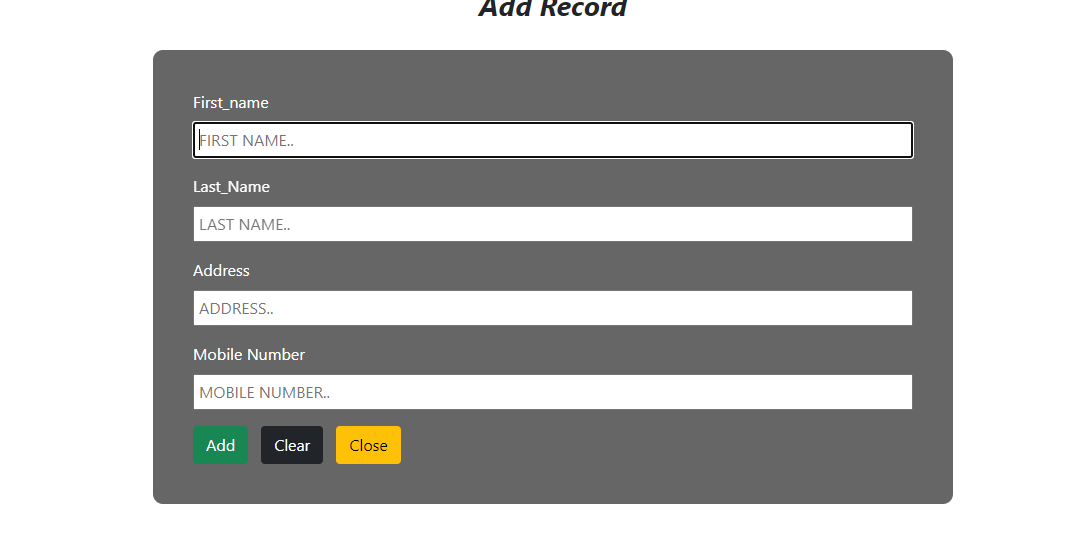 Add Record
First_name
FIRST NAME..
Last_Name
LAST NAME..
Address
ADDRESS..
Mobile Number
MOBILE NUMBER..
Add Clear Close